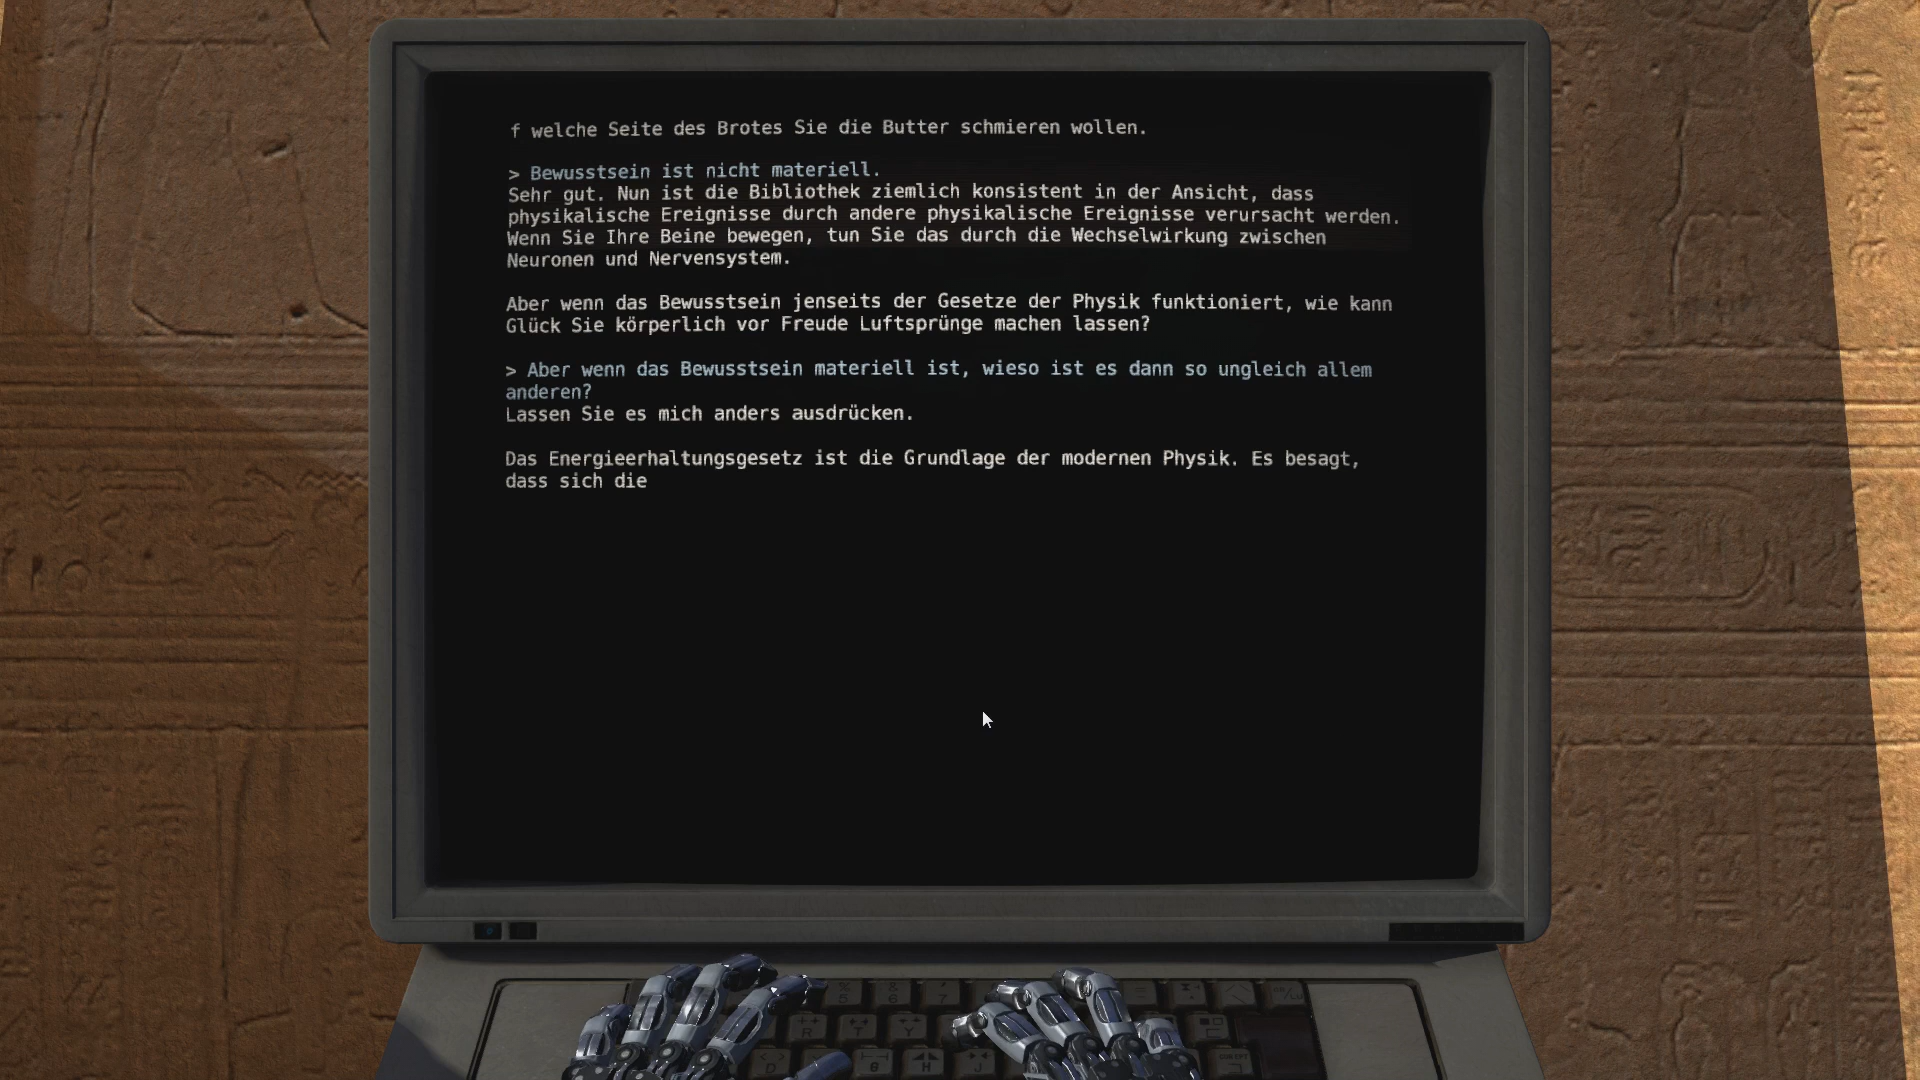 f welche Seite des Brotes Sie die Butter schmieren wollen.
> Bewusstsein ist nicht materiell.
Sehr gut. Nun ist die Bibliothek ziemlich konsistent in der Ansicht, dass
physikalische Ereignisse durch andere physikalische Ereignisse verursacht werden.
Wenn Sie Ihre Beine bewegen, tun Sie das durch die Wechselwirkung zwischen
Neuronen und Nervensystem.
Aber wenn das Bewusstsein jenseits der Gesetze der Physik funktioniert, wie kann
Glück Sie körperlich vor Freude Luftsprünge machen lassen?
> Aber wenn das Bewusstsein materiell ist, wieso ist es dann so ungleich allem
anderen?
Lassen Sie es mich anders ausdrücken.
Das Energieerhaltungsgesetz ist die Grundlage der modernen Physik. Es besagt,
dass sich die
5 6 7
R T Y
D G H J